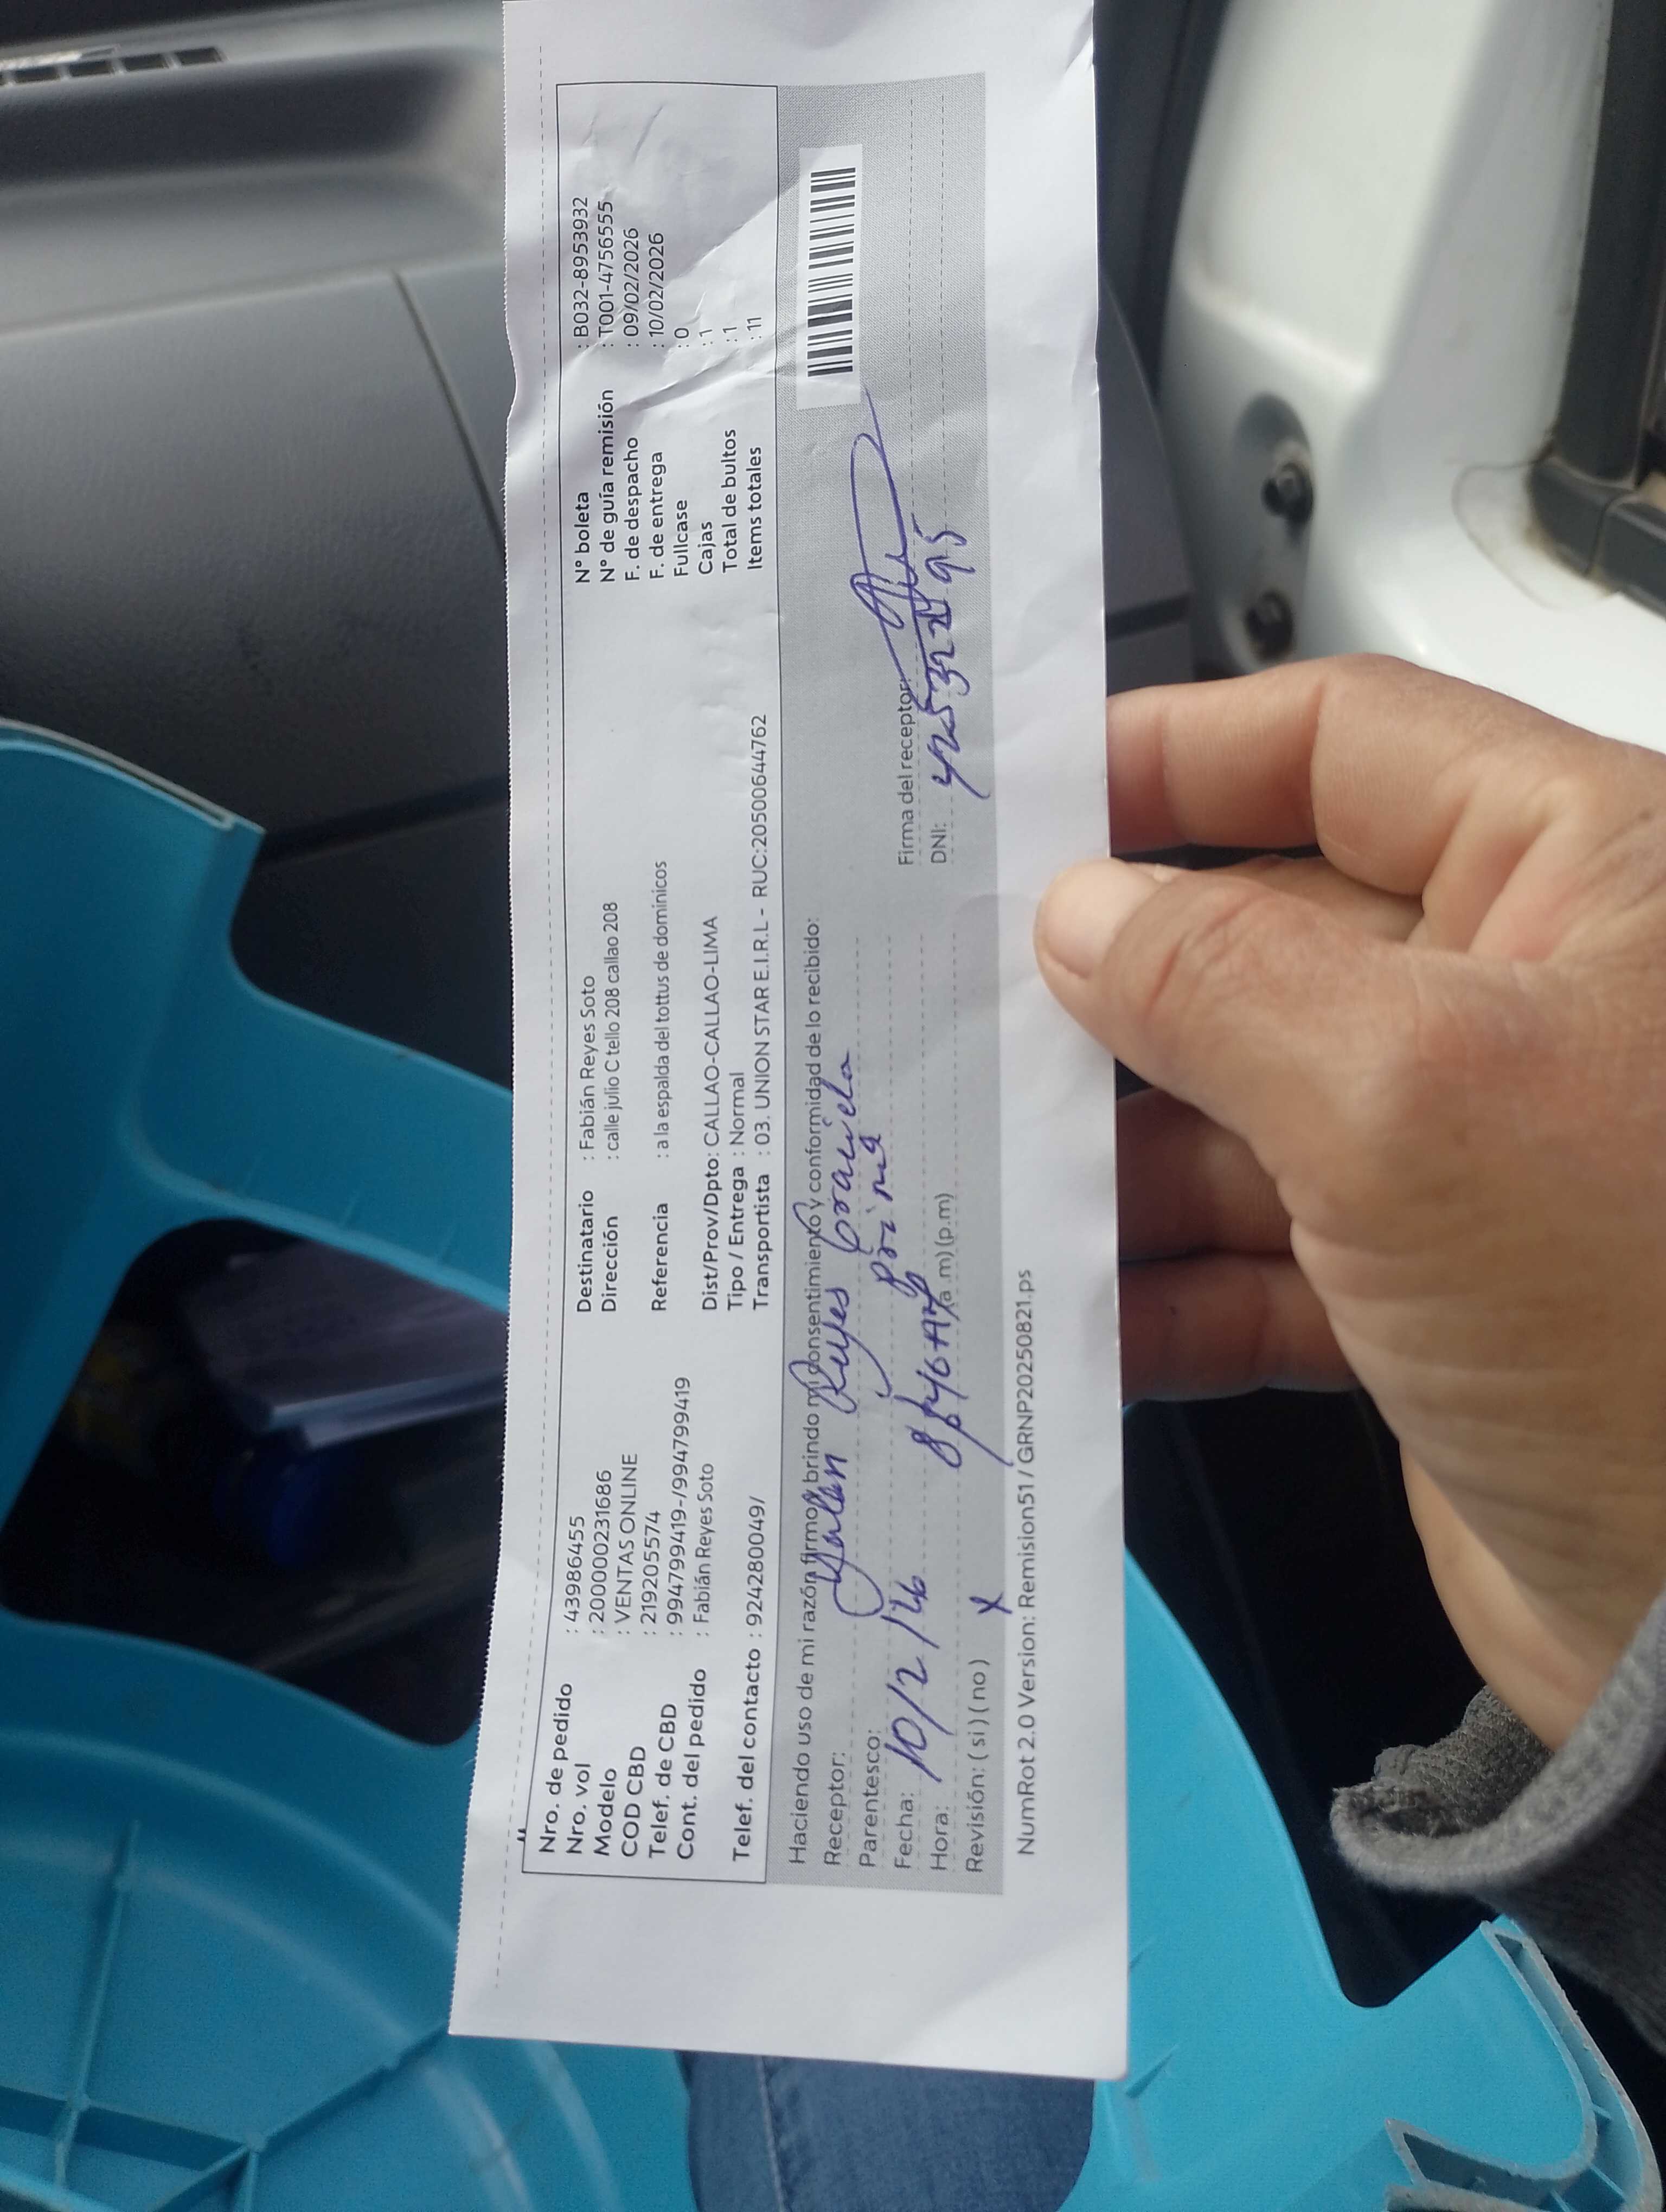 Nro. de pedido : 43986455
Nro. vol : 200000231686
Modelo : VENTAS ONLINE
COD CBD : 219205574
Telef. de CBD : 994799419-/994799419
Cont. del pedido : Fabián Reyes Soto
Telef. del contacto : 924280049/
Destinatario : Fabián Reyes Soto
Dirección : calle julio C tello 208 callao 208
Referencia : a la espalda del tottus de dominicos
Dist/Prov/Dpto: CALLAO-CALLAO-LIMA
Tipo / Entrega : Normal
Transportista : 03. UNION STAR E.I.R.L - RUC:20500644762
N° boleta : B032-8953932
N° de guía remisión : T001-4756555
F. de despacho : 09/02/2026
F. de entrega : 10/02/2026
Fullcase : 0
Cajas : 1
Total de bultos : 1
Items totales : 11
Haciendo uso de mi razón firmo y brindo mi consentimiento y conformidad de lo recibido:
Receptor: Reyes
Parentesco: prima
Fecha: 10/2/26
Hora: (a.m) (p.m)
Revisión: ( si ) ( no ) X
Firma del receptor:
DNI:
NumRot 2.0 Version: Remision51 / GRNP20250821.ps